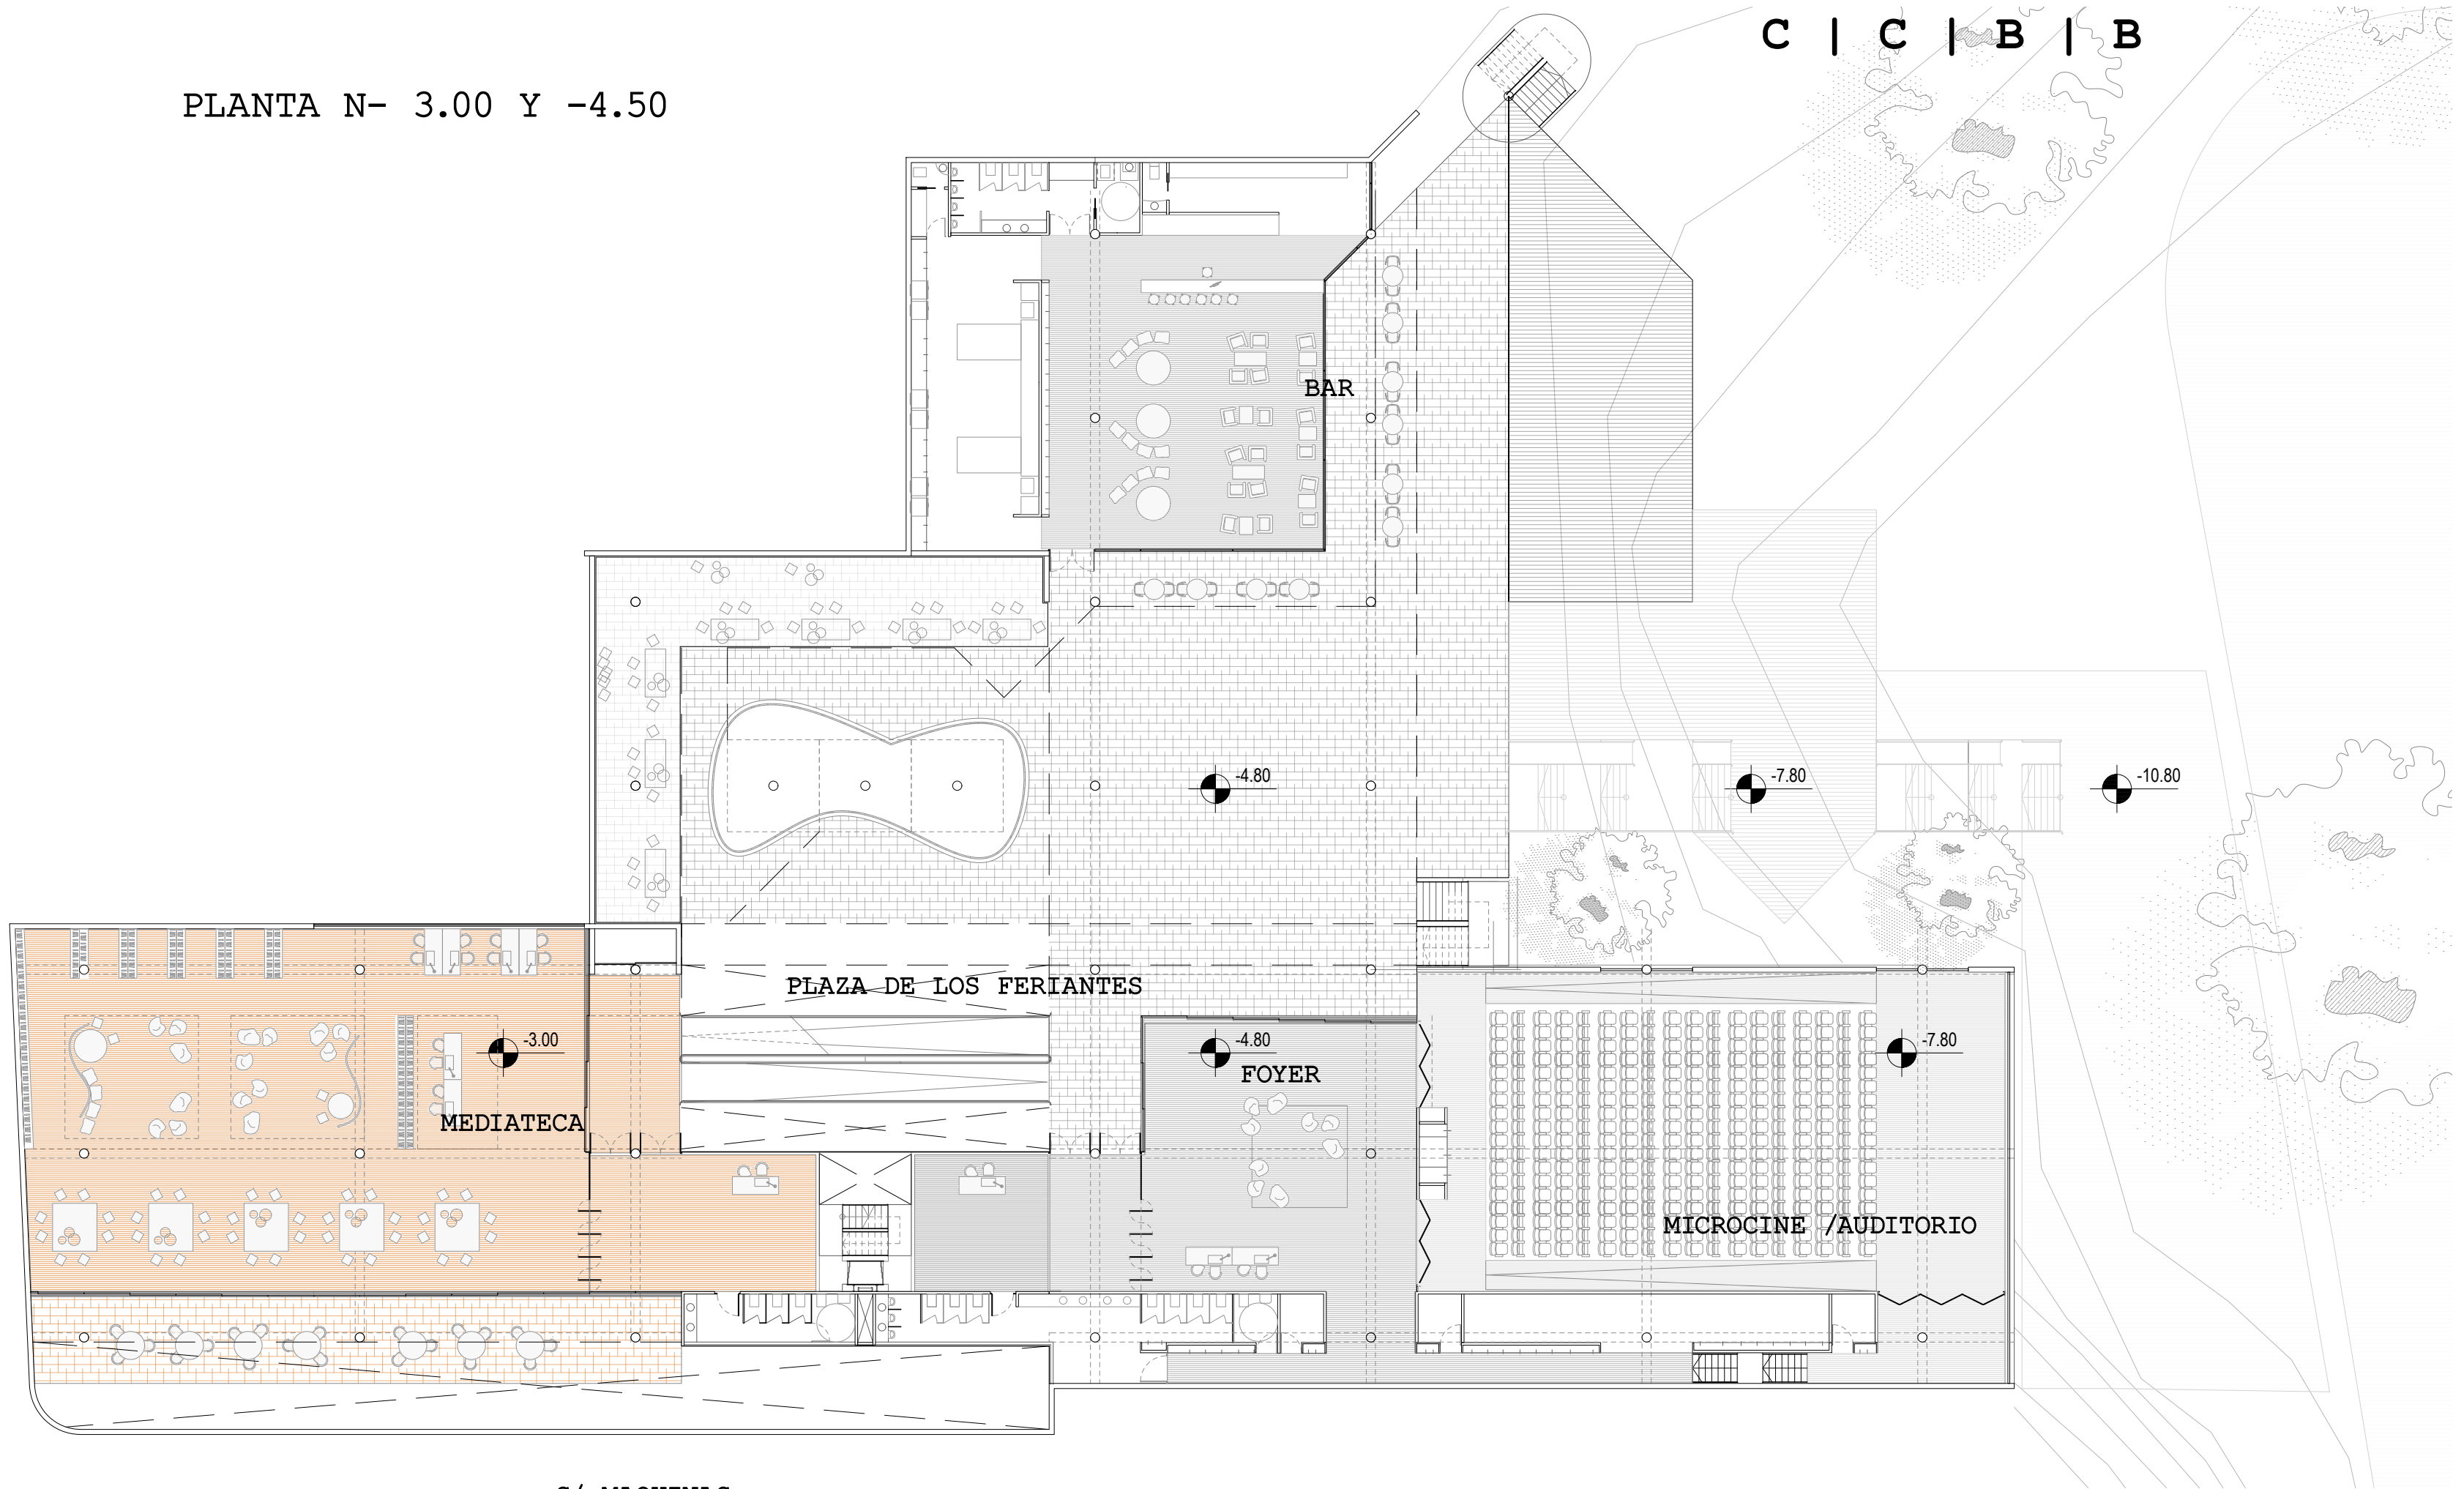 C | C | B | B
PLANTA N- 3.00 Y -4.50
BAR
-4.80
-7.80
-10.80
PLAZA DE LOS FERIANTES
-3.00
-4.80
-7.80
FOYER
MEDIATECA
MICROCINE /AUDITORIO